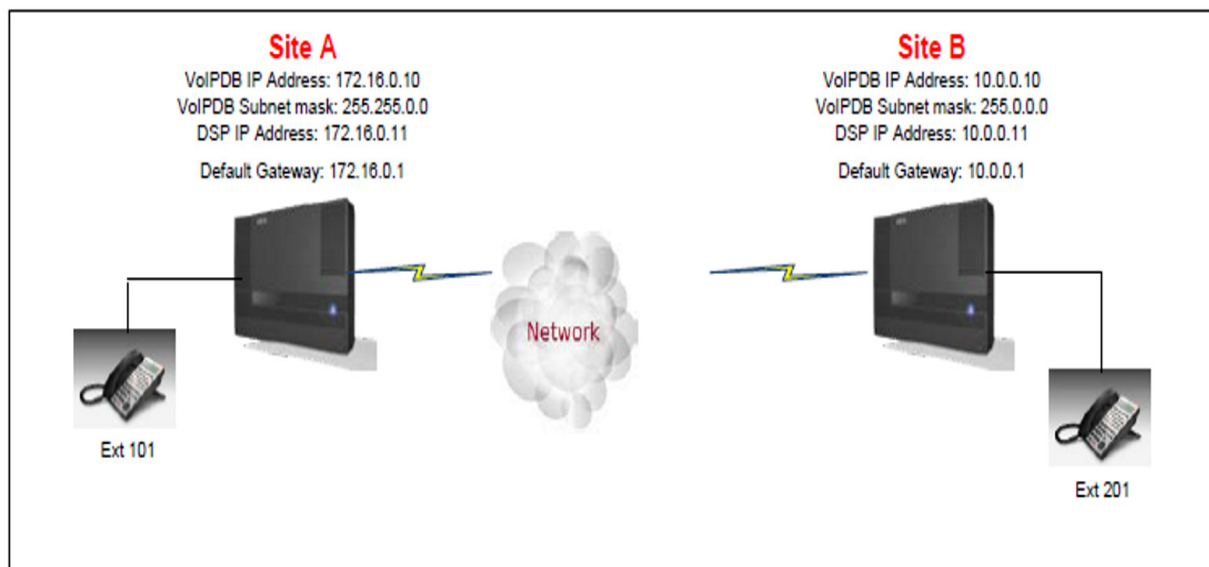 Site A
VoIPDB IP Address: 172.16.0.10
VoIPDB Subnet mask: 255.255.0.0
DSP IP Address: 172.16.0.11
Default Gateway: 172.16.0.1
Site B
VoIPDB IP Address: 10.0.0.10
VoIPDB Subnet mask: 255.0.0.0
DSP IP Address: 10.0.0.11
Default Gateway: 10.0.0.1
Network
Ext 101
Ext 201